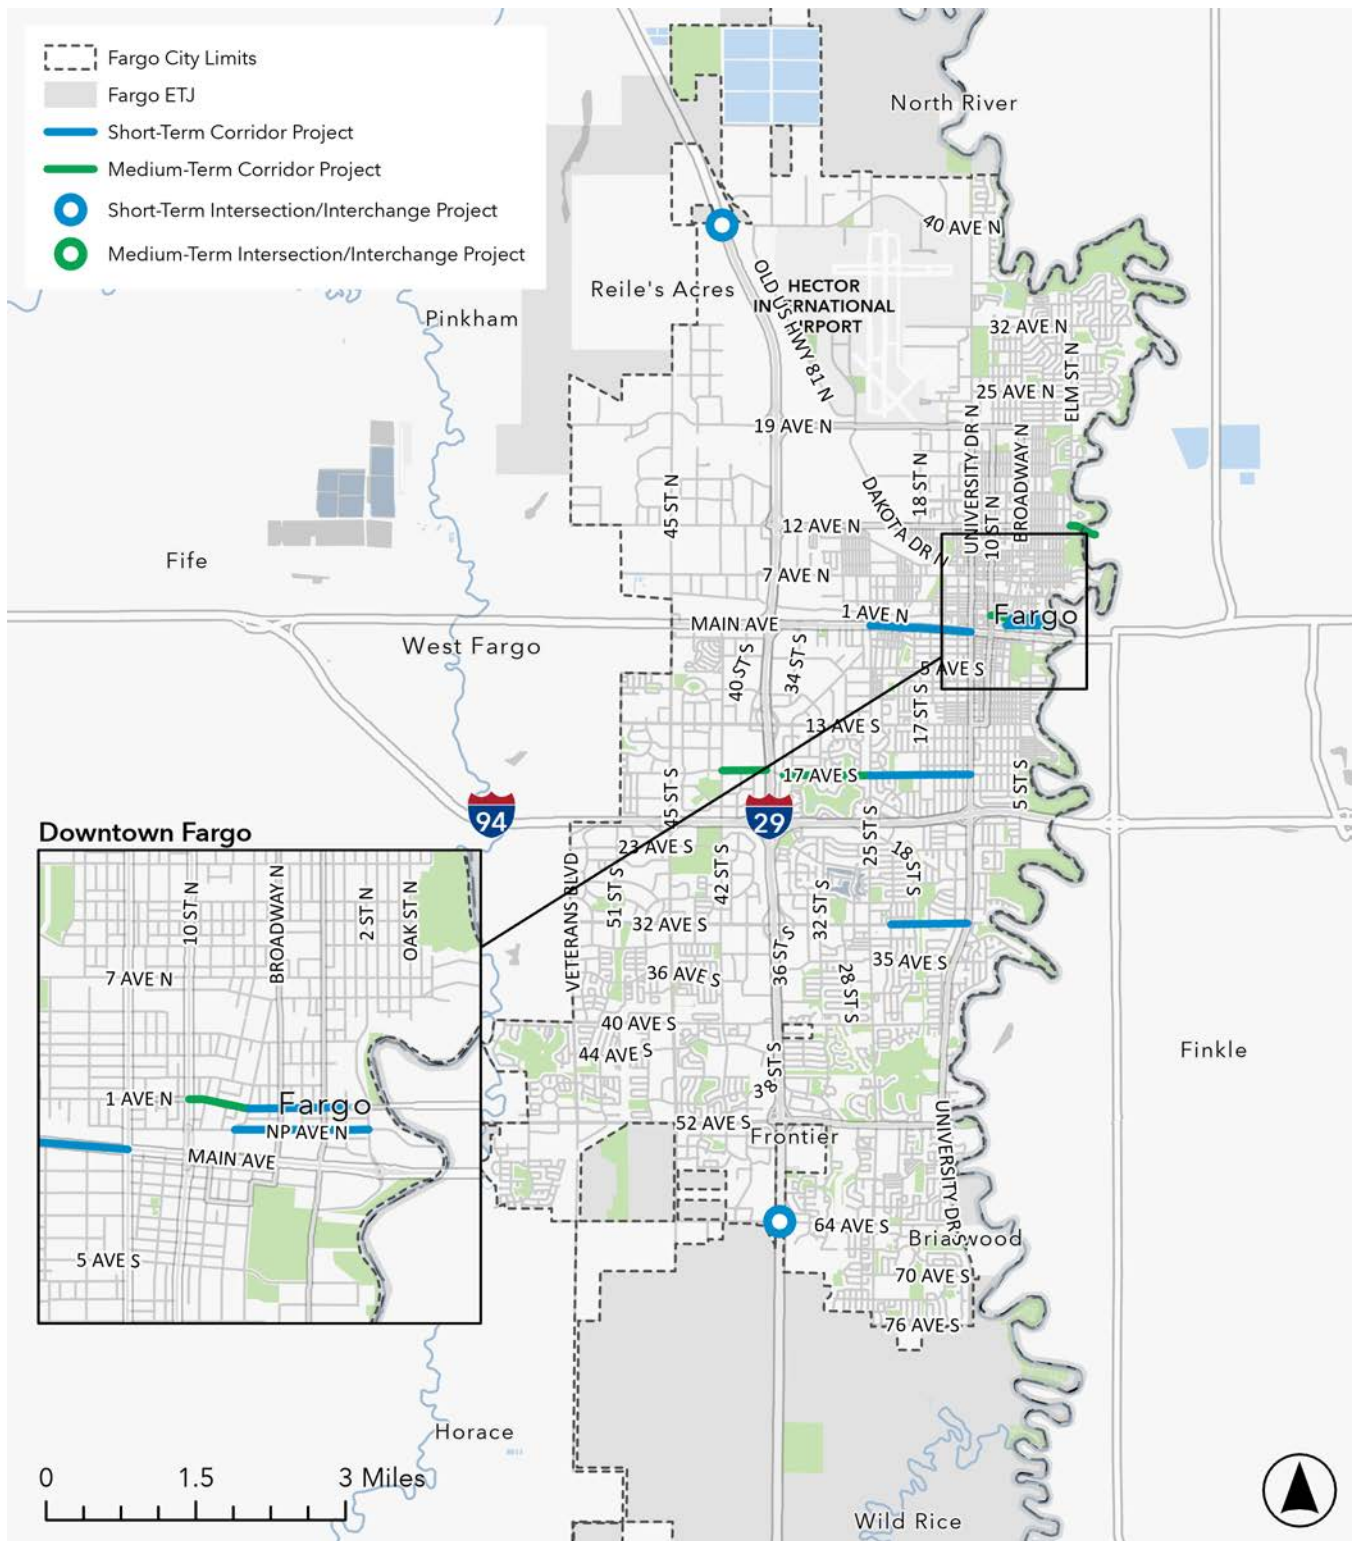 Fargo City Limits
Fargo ETJ
Short-Term Corridor Project
Medium-Term Corridor Project
Short-Term Intersection/Interchange Project
Medium-Term Intersection/Interchange Project
North River
40 AVE N
Reile's Acres
OLD US HWY 81 N
HECTOR
INTERNATIONAL
AIRPORT
Pinkham
32 AVE N
ELM ST N
25 AVE N
19 AVE N
UNIVERSITY DR N
BROADWAY N
18 ST N
45 ST N
DAKOTA DR N
10 ST N
12 AVE N
Fife
7 AVE N
1 AVE N
Fargo
MAIN AVE
West Fargo
40 ST S
34 ST S
5 AVE S
17 ST S
13 AVE S
45 ST S
17 AVE S
5 ST S
94
29
Downtown Fargo
23 AVE S
25 ST S
18 ST S
42 ST S
VETERANS BLVD
51 ST S
32 AVE S
32 ST S
36 ST S
35 AVE S
36 AVE S
28 ST S
40 AVE S
44 AVE S
38 ST S
Finkle
52 AVE S
Frontier
UNIVERSITY DR S
64 AVE S
Briarwood
70 AVE S
76 AVE S
10 ST N
BROADWAY N
2 ST N
OAK ST N
7 AVE N
1 AVE N
Fargo
NP AVE N
MAIN AVE
5 AVE S
Horace
Wild Rice
0 1.5 3 Miles